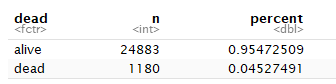 dead n percent
<fctr> <int> <dbl>
alive 24883 0.95472509
dead 1180 0.04527491